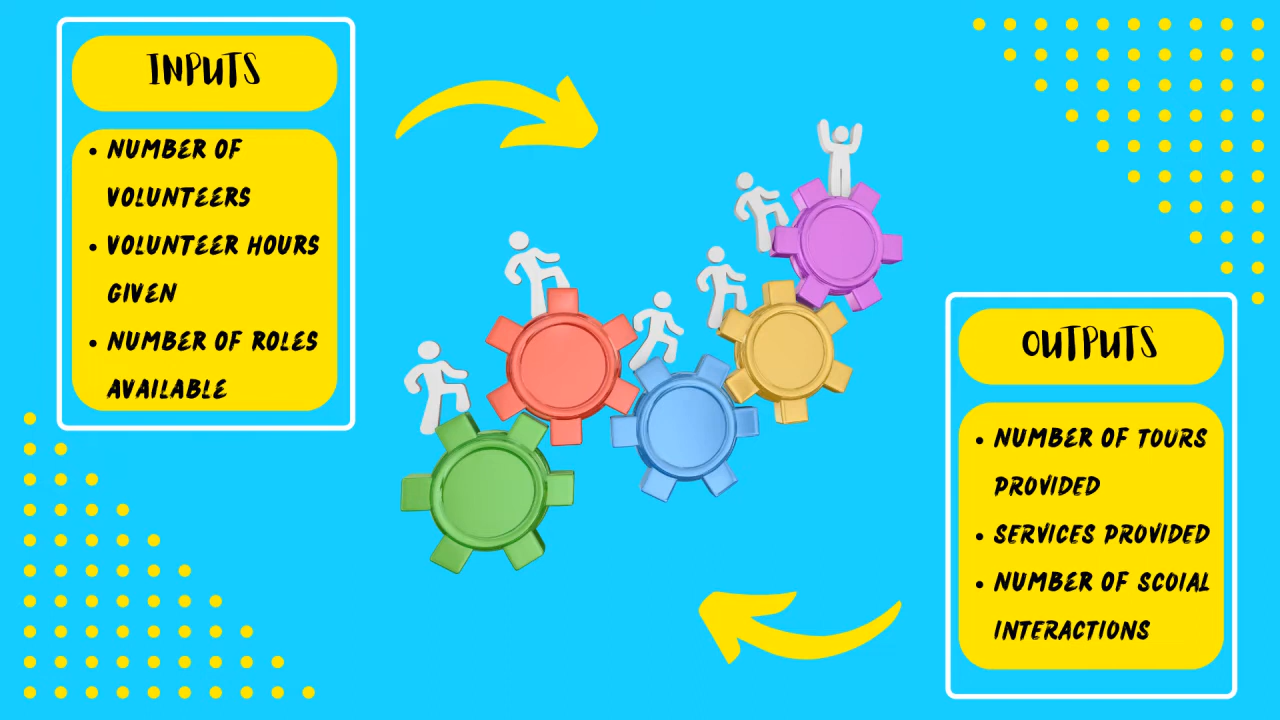 INPUTS
• NUMBER OF
VOLUNTEERS
• VOLUNTEER HOURS
GIVEN
• NUMBER OF ROLES
AVAILABLE
OUTPUTS
• NUMBER OF TOURS
PROVIDED
• SERVICES PROVIDED
• NUMBER OF SCOIAL
INTERACTIONS